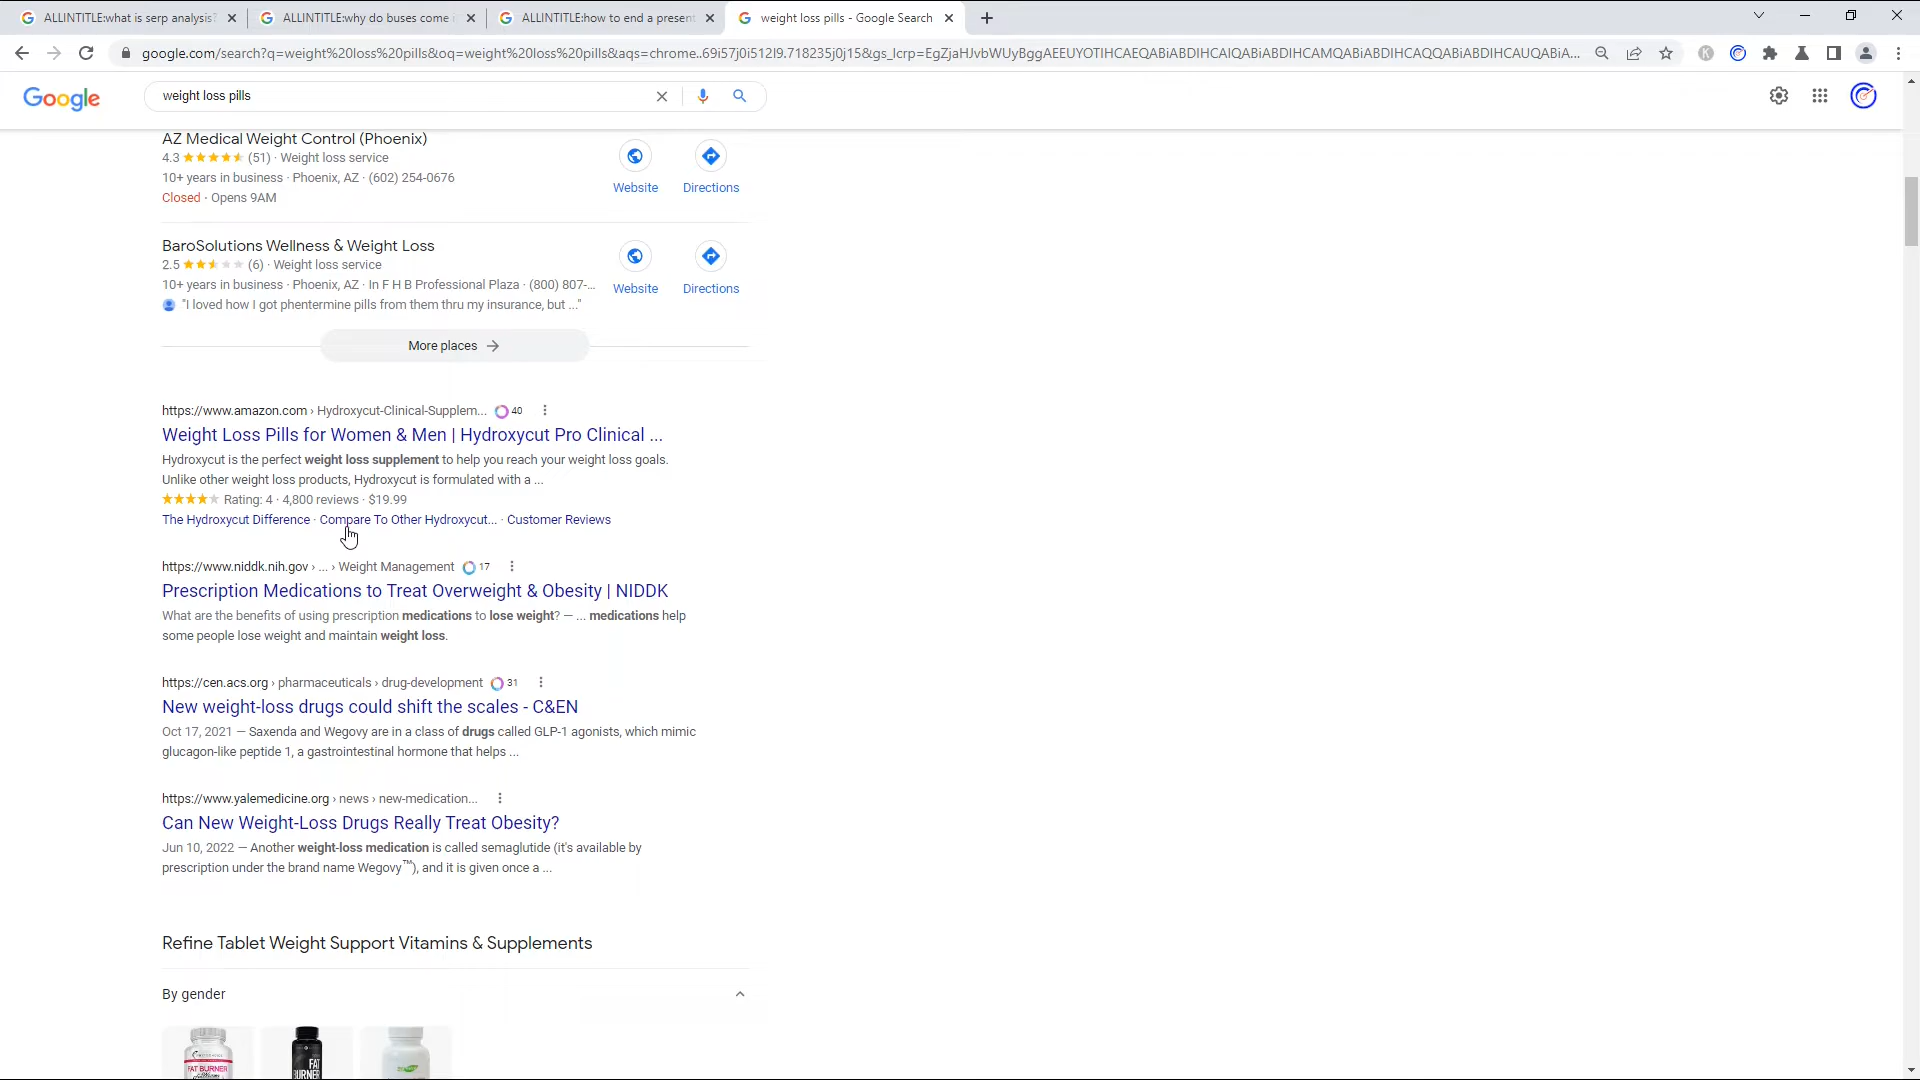 ALLINTITLE:what is serp analysis?
ALLINTITLE:why do buses come i
ALLINTITLE:how to end a present
weight loss pills - Google Search
google.com/search?q=weight%20loss%20pills&oq=weight%20loss%20pills&aqs=chrome..69i57j0i512l9.718235j0j15&gs_lcrp=EgZjaHJvbWUyBggAEEUYOTIHCAEQABiABDIHCAIQABiABDIHCAMQABiABDIHCAQQABiABDIHCAUQABiA...
K
Google
weight loss pills
AZ Medical Weight Control (Phoenix)
4.3 (51) · Weight loss service
10+ years in business · Phoenix, AZ · (602) 254-0676
Closed · Opens 9AM
Website
Directions
BaroSolutions Wellness & Weight Loss
2.5 (6) · Weight loss service
10+ years in business · Phoenix, AZ · In F H B Professional Plaza · (800) 807-...
"I loved how I got phentermine pills from them thru my insurance, but ..."
Website
Directions
More places
https://www.amazon.com › Hydroxycut-Clinical-Supplem... 40
Weight Loss Pills for Women & Men | Hydroxycut Pro Clinical ...
Hydroxycut is the perfect weight loss supplement to help you reach your weight loss goals.
Unlike other weight loss products, Hydroxycut is formulated with a ...
Rating: 4 · 4,800 reviews · $19.99
The Hydroxycut Difference · Compare To Other Hydroxycut... · Customer Reviews
https://www.niddk.nih.gov › ... › Weight Management 17
Prescription Medications to Treat Overweight & Obesity | NIDDK
What are the benefits of using prescription medications to lose weight? — ... medications help
some people lose weight and maintain weight loss.
https://cen.acs.org › pharmaceuticals › drug-development 31
New weight-loss drugs could shift the scales - C&EN
Oct 17, 2021 — Saxenda and Wegovy are in a class of drugs called GLP-1 agonists, which mimic
glucagon-like peptide 1, a gastrointestinal hormone that helps ...
https://www.yalemedicine.org › news › new-medication...
Can New Weight-Loss Drugs Really Treat Obesity?
Jun 10, 2022 — Another weight-loss medication is called semaglutide (it's available by
prescription under the brand name Wegovy™), and it is given once a ...
Refine Tablet Weight Support Vitamins & Supplements
By gender
FAT BURNER
FAT
BURNER